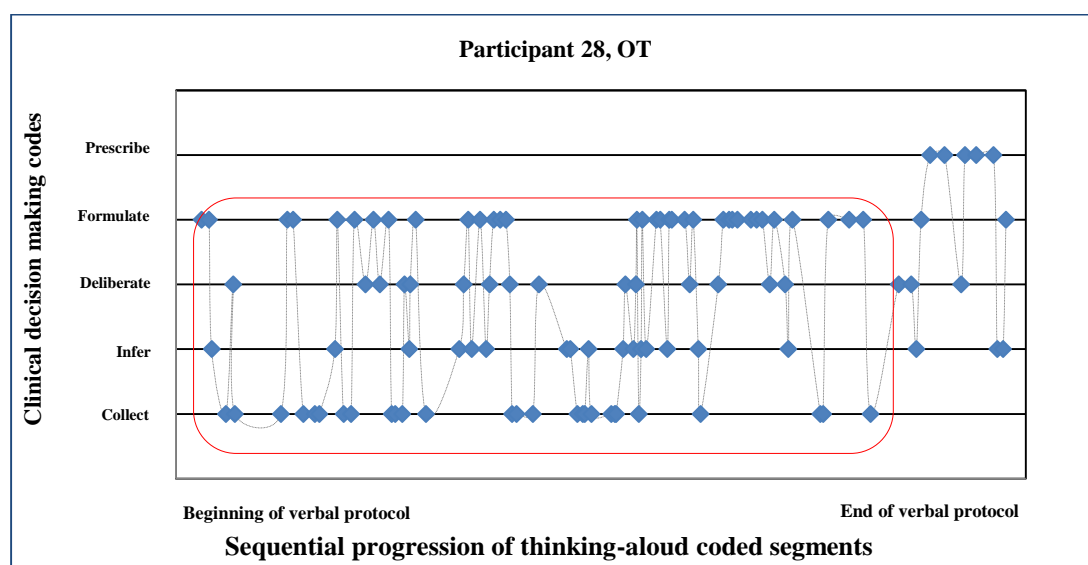 Participant 28, OT
Clinical decision making codes
Prescribe
Formulate
Deliberate
Infer
Collect
Beginning of verbal protocol
End of verbal protocol
Sequential progression of thinking-aloud coded segments